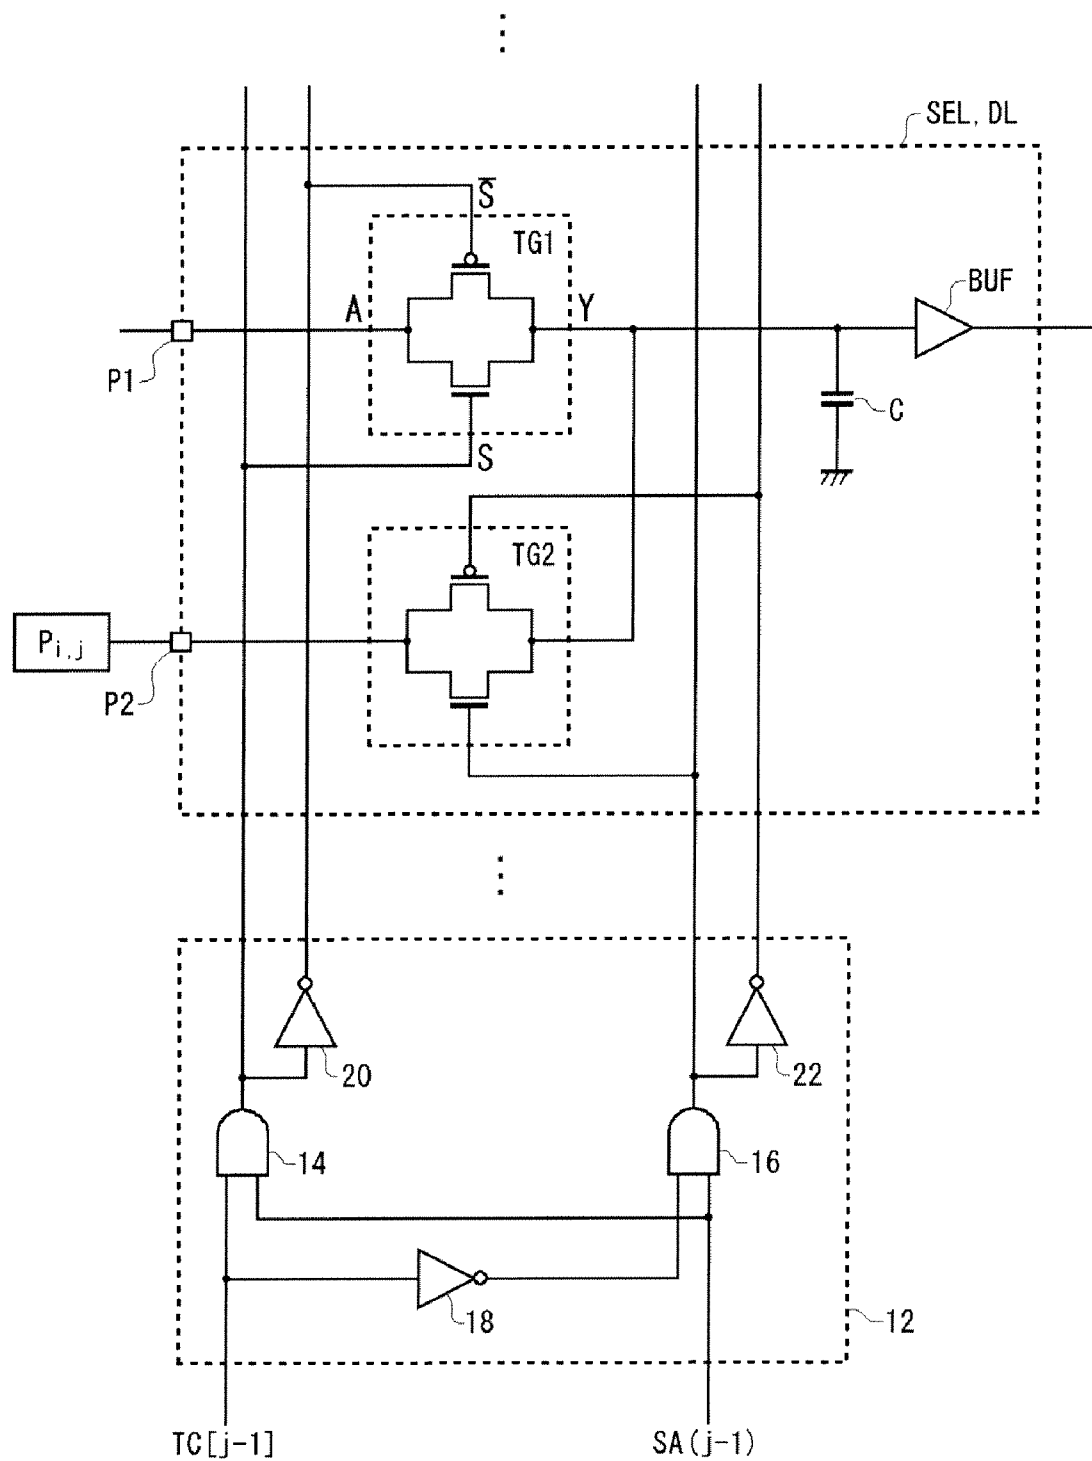 SEL, DL
S̅
TG1
BUF
A
Y
P1
C
S
TG2
Pi,j
P2
20
22
14
16
18
12
TC[j-1]
SA(j-1)